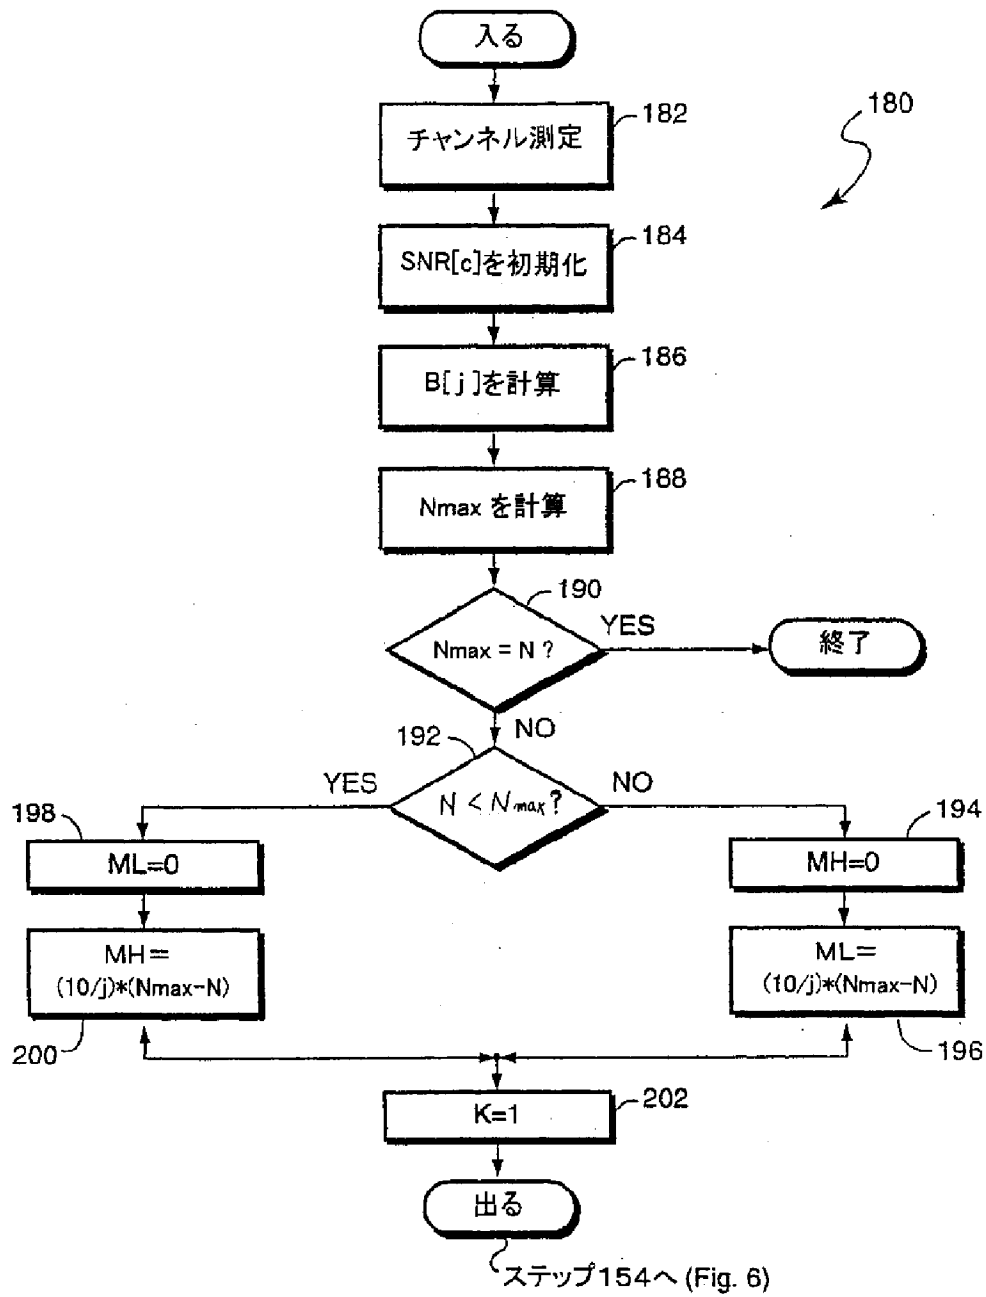 入る
182
チャンネル測定
180
184
SNR[c]を初期化
186
B[j]を計算
188
Nmax を計算
190
Nmax = N ?
YES
終了
NO
192
N < Nmax?
YES
NO
198
ML=0
194
MH=0
MH=
(10/j)*(Nmax-N)
200
ML=
(10/j)*(Nmax-N)
196
K=1
202
出る
ステップ154へ (Fig. 6)